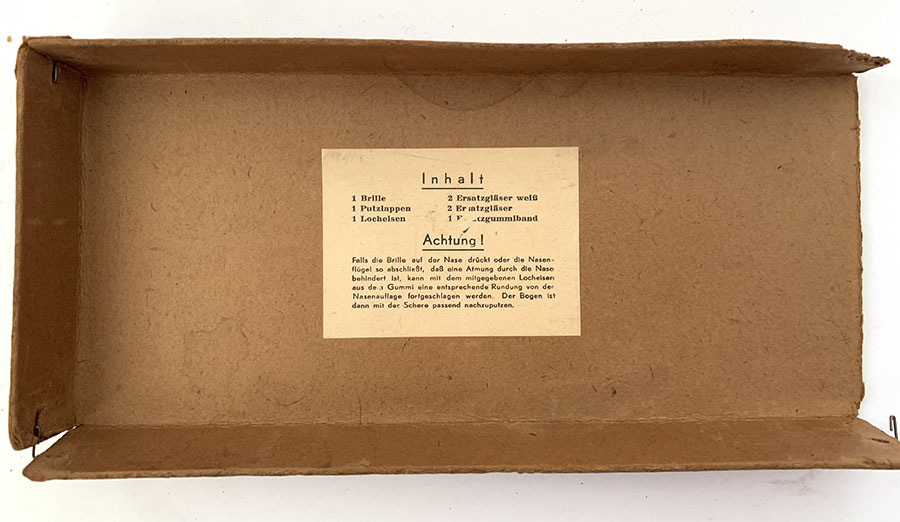 Inhalt
1 Brille 2 Ersatzgläser weiß
1 Putzlappen 2 Ersatzgläser
1 Locheisen 1 Ersatzgummiband
Achtung!
Falls die Brille auf der Nase drückt oder die Nasen-
flügel so abschließt, daß eine Atmung durch die Nase
behindert ist, kann mit dem mitgegebenen Locheisen
aus dem Gummi eine entsprechende Rundung von der
Nasenauflage fortgeschlagen werden. Der Bogen ist
dann mit der Schere passend nachzuputzen.